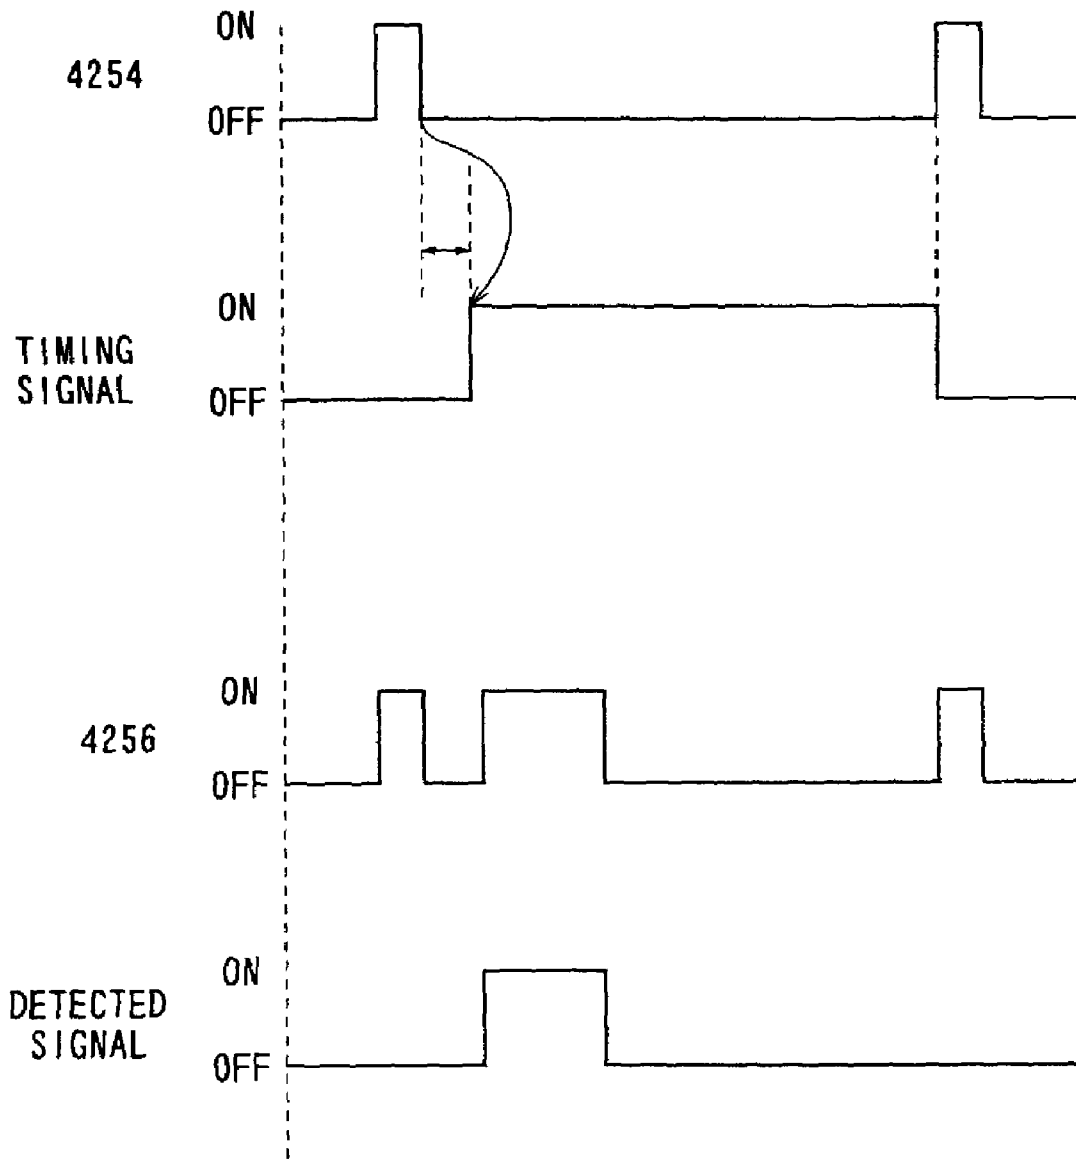 ON
4254
OFF
ON
TIMING
SIGNAL
OFF
ON
4256
OFF
ON
DETECTED
SIGNAL
OFF